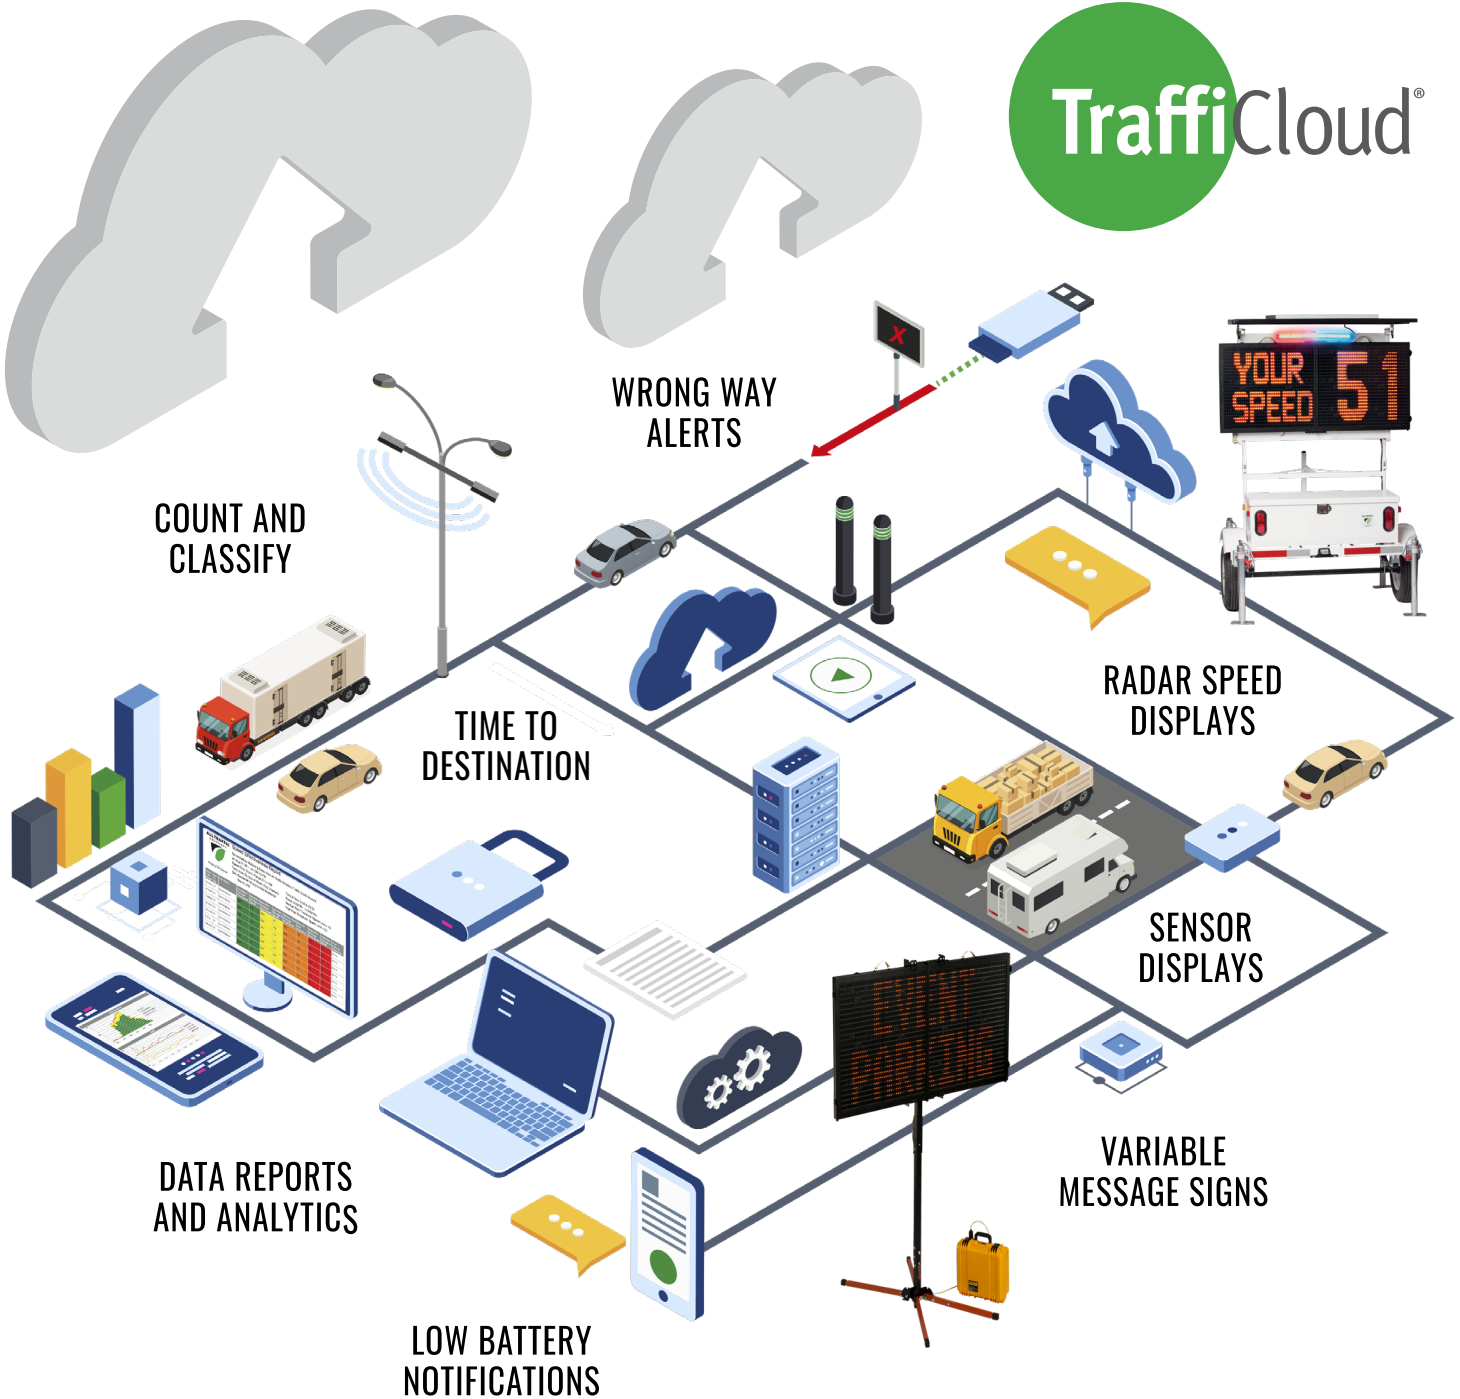 TraffiCloud®
X
WRONG WAY
ALERTS
YOUR
SPEED
51
COUNT AND
CLASSIFY
RADAR SPEED
DISPLAYS
TIME TO
DESTINATION
SENSOR
DISPLAYS
EVENT
VARIABLE
MESSAGE SIGNS
DATA REPORTS
AND ANALYTICS
LOW BATTERY
NOTIFICATIONS